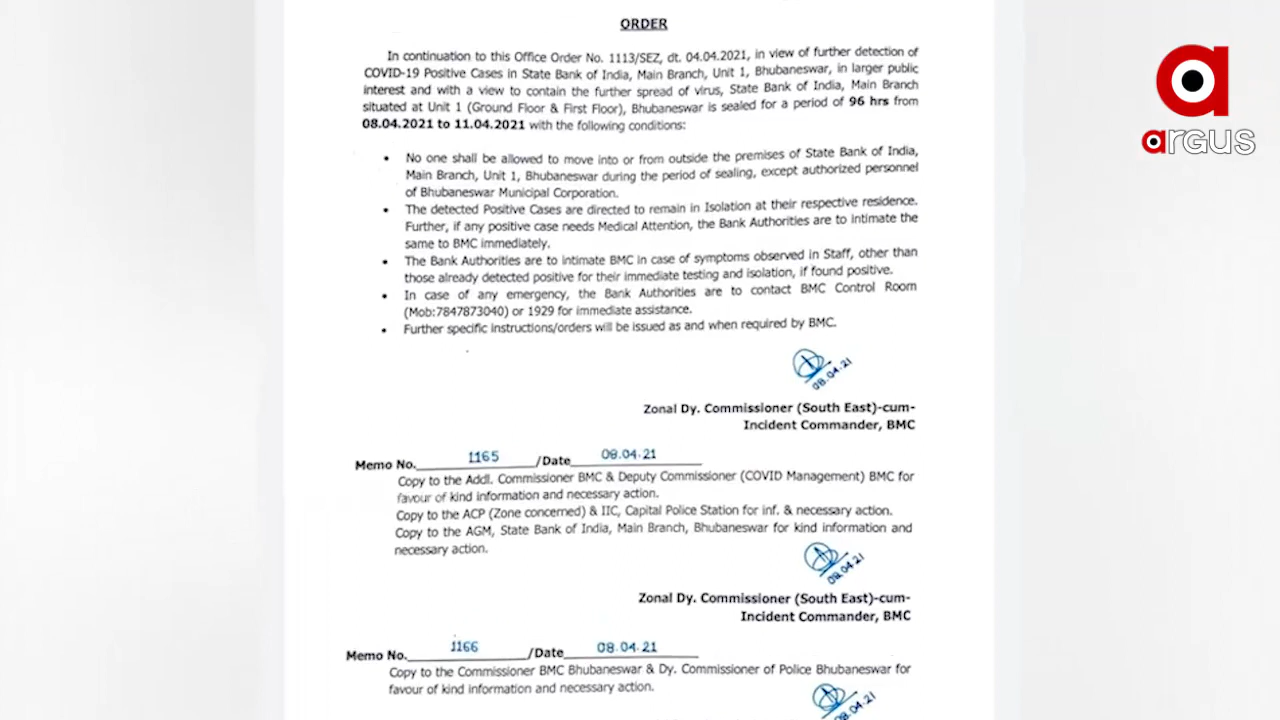 ORDER
In continuation to this Office Order No. 1113/SEZ, dt. 04.04.2021, in view of further detection of
COVID-19 Positive Cases in State Bank of India, Main Branch, Unit 1, Bhubaneswar, in larger public
interest and with a view to contain the further spread of virus, State Bank of India, Main Branch
situated at Unit 1 (Ground Floor & First Floor), Bhubaneswar is sealed for a period of 96 hrs from
08.04.2021 to 11.04.2021 with the following conditions:
• No one shall be allowed to move into or from outside the premises of State Bank of India,
Main Branch, Unit 1, Bhubaneswar during the period of sealing, except authorized personnel
of Bhubaneswar Municipal Corporation.
• The detected Positive Cases are directed to remain in Isolation at their respective residence.
Further, if any positive case needs Medical Attention, the Bank Authorities are to intimate the
same to BMC immediately.
• The Bank Authorities are to intimate BMC in case of symptoms observed in Staff, other than
those already detected positive for their immediate testing and isolation, if found positive.
• In case of any emergency, the Bank Authorities are to contact BMC Control Room
(Mob:7847873040) or 1929 for immediate assistance.
• Further specific instructions/orders will be issued as and when required by BMC.
08.04.21
Zonal Dy. Commissioner (South East)-cum-
Incident Commander, BMC
Memo No. 1165 /Date 08.04.21
Copy to the Addl. Commissioner BMC & Deputy Commissioner (COVID Management) BMC for
favour of kind information and necessary action.
Copy to the ACP (Zone concerned) & IIC, Capital Police Station for inf. & necessary action.
Copy to the AGM, State Bank of India, Main Branch, Bhubaneswar for kind information and
necessary action.
08.04.21
Zonal Dy. Commissioner (South East)-cum-
Incident Commander, BMC
Memo No. 1166 /Date 08.04.21
Copy to the Commissioner BMC Bhubaneswar & Dy. Commissioner of Police Bhubaneswar for
favour of kind information and necessary action.
08.04.21
a
argus